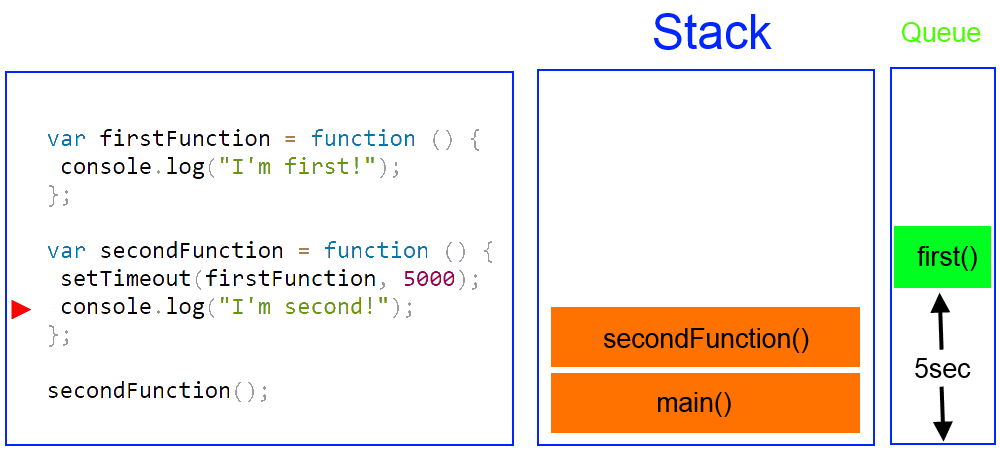 Stack
Queue
var firstFunction = function () {
 console.log("I'm first!");
};
var secondFunction = function () {
 setTimeout(firstFunction, 5000);
 console.log("I'm second!");
};
secondFunction();
secondFunction()
main()
first()
5sec